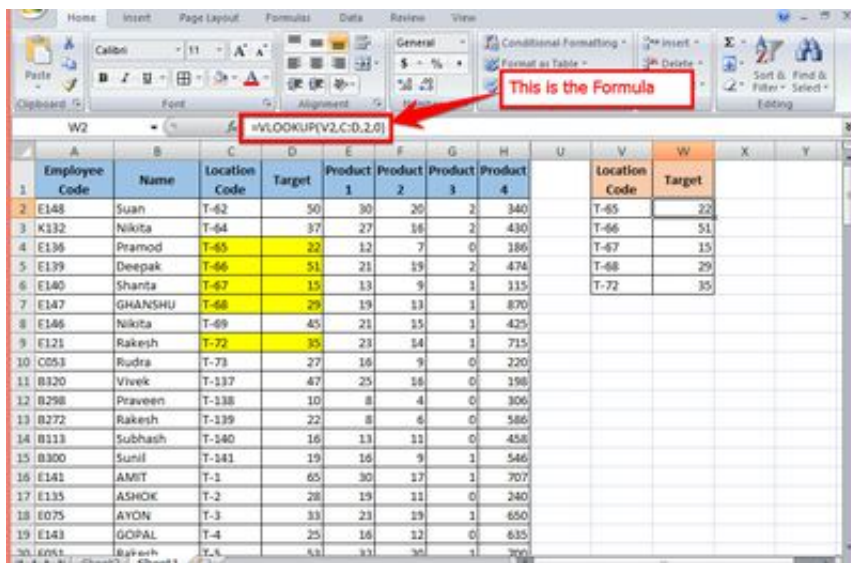 Home Insert Page Layout Formulas Data Review View
Calibri 11 A A General Conditional Formatting Insert Σ
Paste B I U A $ % Format as Table Delete Sort & Find &
Filter Select
Clipboard Font Alignment Editing
This is the Formula
W2 =VLOOKUP(V2,C:D,2,0)
A B C D E F G H U V W X Y
Employee Location Product Product Product Product Location
1 Code Name Code Target 1 2 3 4 Code Target
2 E148 Suan T-62 50 30 20 2 340 T-65 22
3 K132 Nikita T-64 37 27 16 2 430 T-66 51
4 E136 Pramod T-65 22 12 7 0 186 T-67 15
5 E139 Deepak T-66 51 21 19 2 474 T-68 29
6 E140 Shanta T-67 15 13 9 1 115 T-72 35
7 E147 GHANSHU T-68 29 19 13 1 870
8 E146 Nikita T-69 45 21 15 1 425
9 E121 Rakesh T-72 35 23 14 1 715
10 C053 Rudra T-73 27 16 9 0 220
11 B320 Vivek T-137 47 25 16 0 198
12 B298 Praveen T-138 10 8 4 0 306
13 B272 Rakesh T-139 22 8 6 0 586
14 B113 Subhash T-140 16 13 11 0 458
15 B300 Sunil T-141 19 16 9 1 546
16 E141 AMIT T-1 65 30 17 1 707
17 E135 ASHOK T-2 28 19 11 0 240
18 E075 AYON T-3 33 23 19 1 650
19 E143 GOPAL T-4 25 16 12 0 635
20 E051 Rakesh T-5 53 33 20 1 700